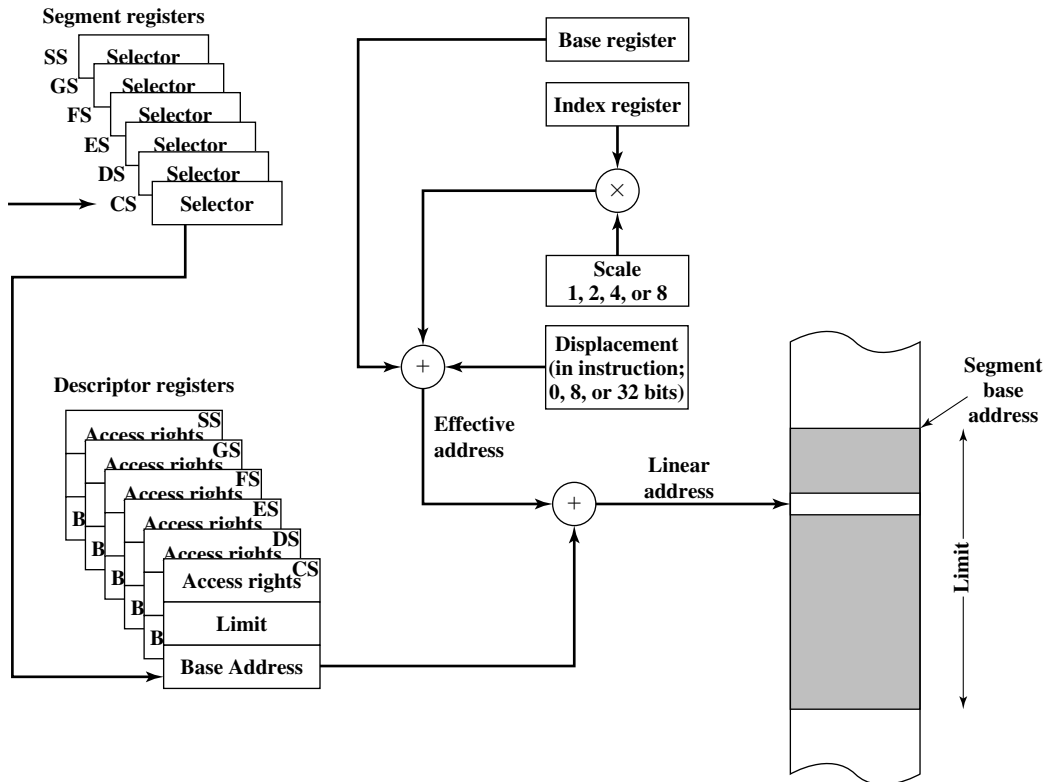 Segment registers
SS Selector
GS Selector
FS Selector
ES Selector
DS Selector
CS Selector
Base register
Index register
×
Scale
1, 2, 4, or 8
+
Displacement
(in instruction;
0, 8, or 32 bits)
Effective
address
Descriptor registers
SS
Access rights
B
GS
Access rights
B
FS
Access rights
B
ES
Access rights
B
DS
Access rights
B
CS
Access rights
Limit
Base Address
+
Linear
address
Segment
base
address
Limit